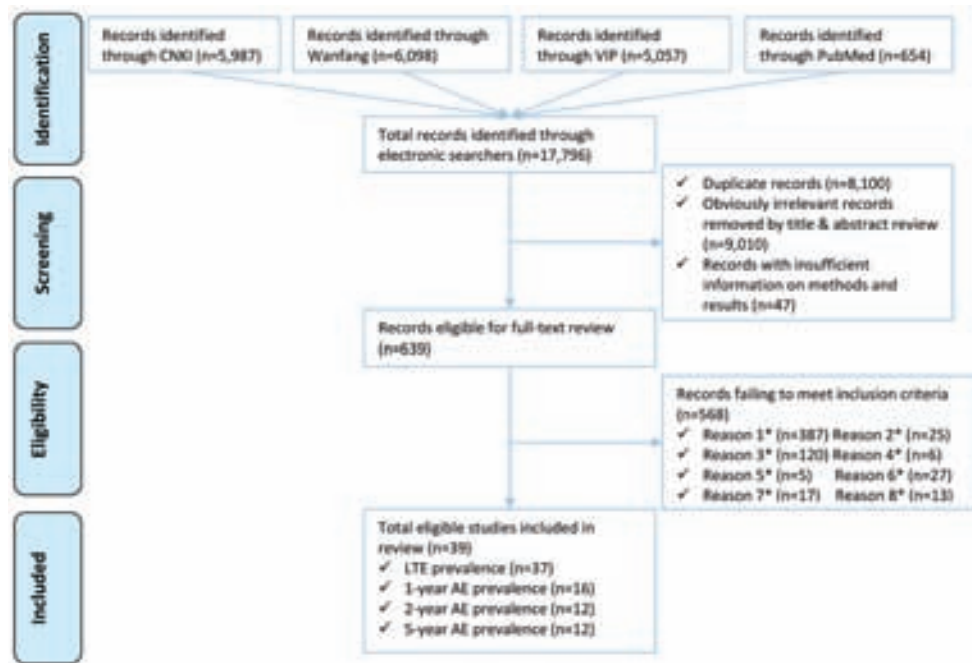 Identification
Records identified
through CNKI (n=5,987)
Records identified through
Wanfang (n=6,098)
Records identified
through VIP (n=5,057)
Records identified
through PubMed (n=654)
Total records identified through
electronic searchers (n=17,796)
Screening
✓ Duplicate records (n=8,100)
✓ Obviously irrelevant records
removed by title & abstract review
(n=9,010)
✓ Records with insufficient
information on methods and
results (n=47)
Records eligible for full-text review
(n=639)
Eligibility
Records failing to meet inclusion criteria
(n=568)
✓ Reason 1* (n=387) Reason 2* (n=25)
✓ Reason 3* (n=120) Reason 4* (n=6)
✓ Reason 5* (n=5) Reason 6* (n=27)
✓ Reason 7* (n=17) Reason 8* (n=13)
Included
Total eligible studies included in
review (n=39)
✓ LTE prevalence (n=37)
✓ 1-year AE prevalence (n=16)
✓ 2-year AE prevalence (n=12)
✓ 5-year AE prevalence (n=12)